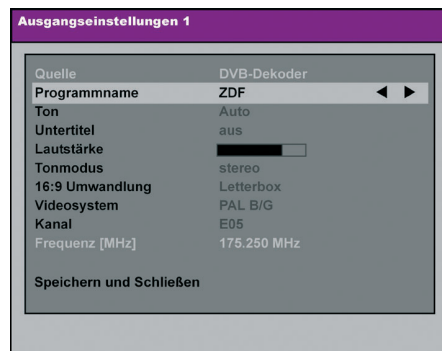 Ausgangseinstellungen 1
Quelle DVB-Dekoder
Programmname ZDF
Ton Auto
Untertitel aus
Lautstärke
Tonmodus stereo
16:9 Umwandlung Letterbox
Videosystem PAL B/G
Kanal E05
Frequenz [MHz] 175.250 MHz
Speichern und Schließen